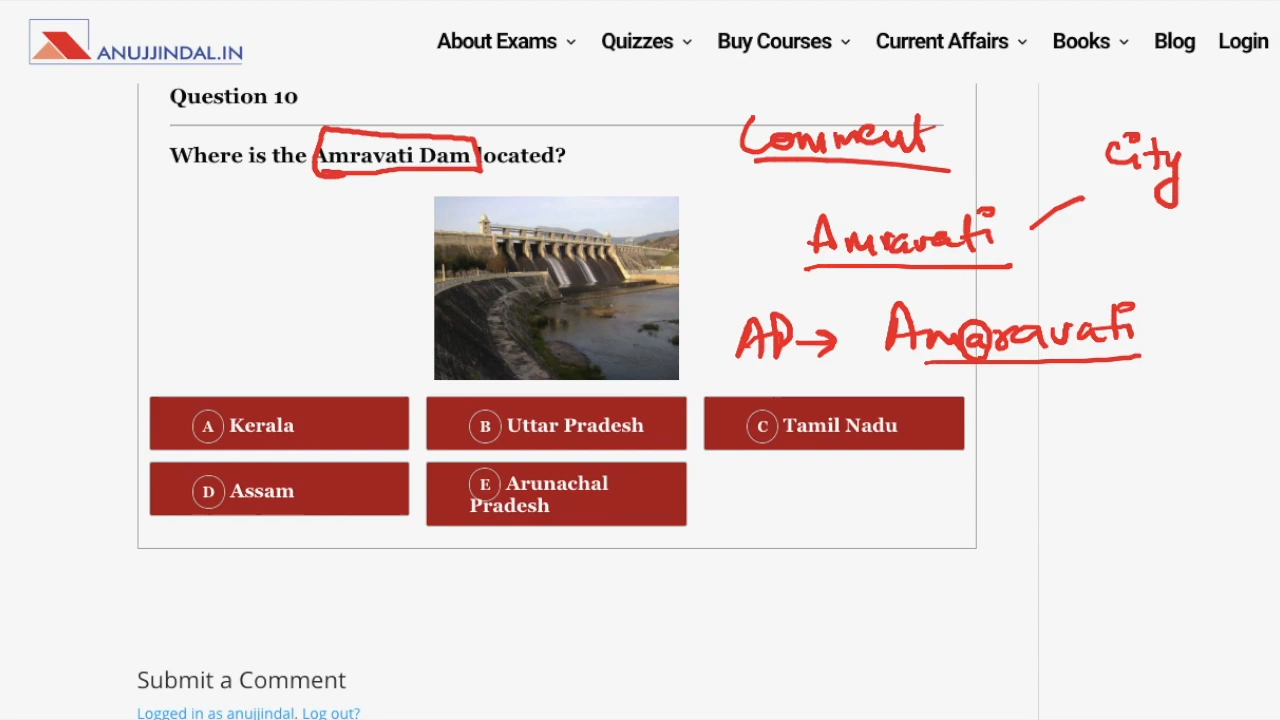 ANUJJINDAL.IN
About Exams Quizzes Buy Courses Current Affairs Books Blog Login
Question 10
Where is the Amravati Dam located?
Comment
City
Amravati
AP → Amaravati
A Kerala
B Uttar Pradesh
C Tamil Nadu
D Assam
E Arunachal
Pradesh
Submit a Comment
Logged in as anujjindal. Log out?